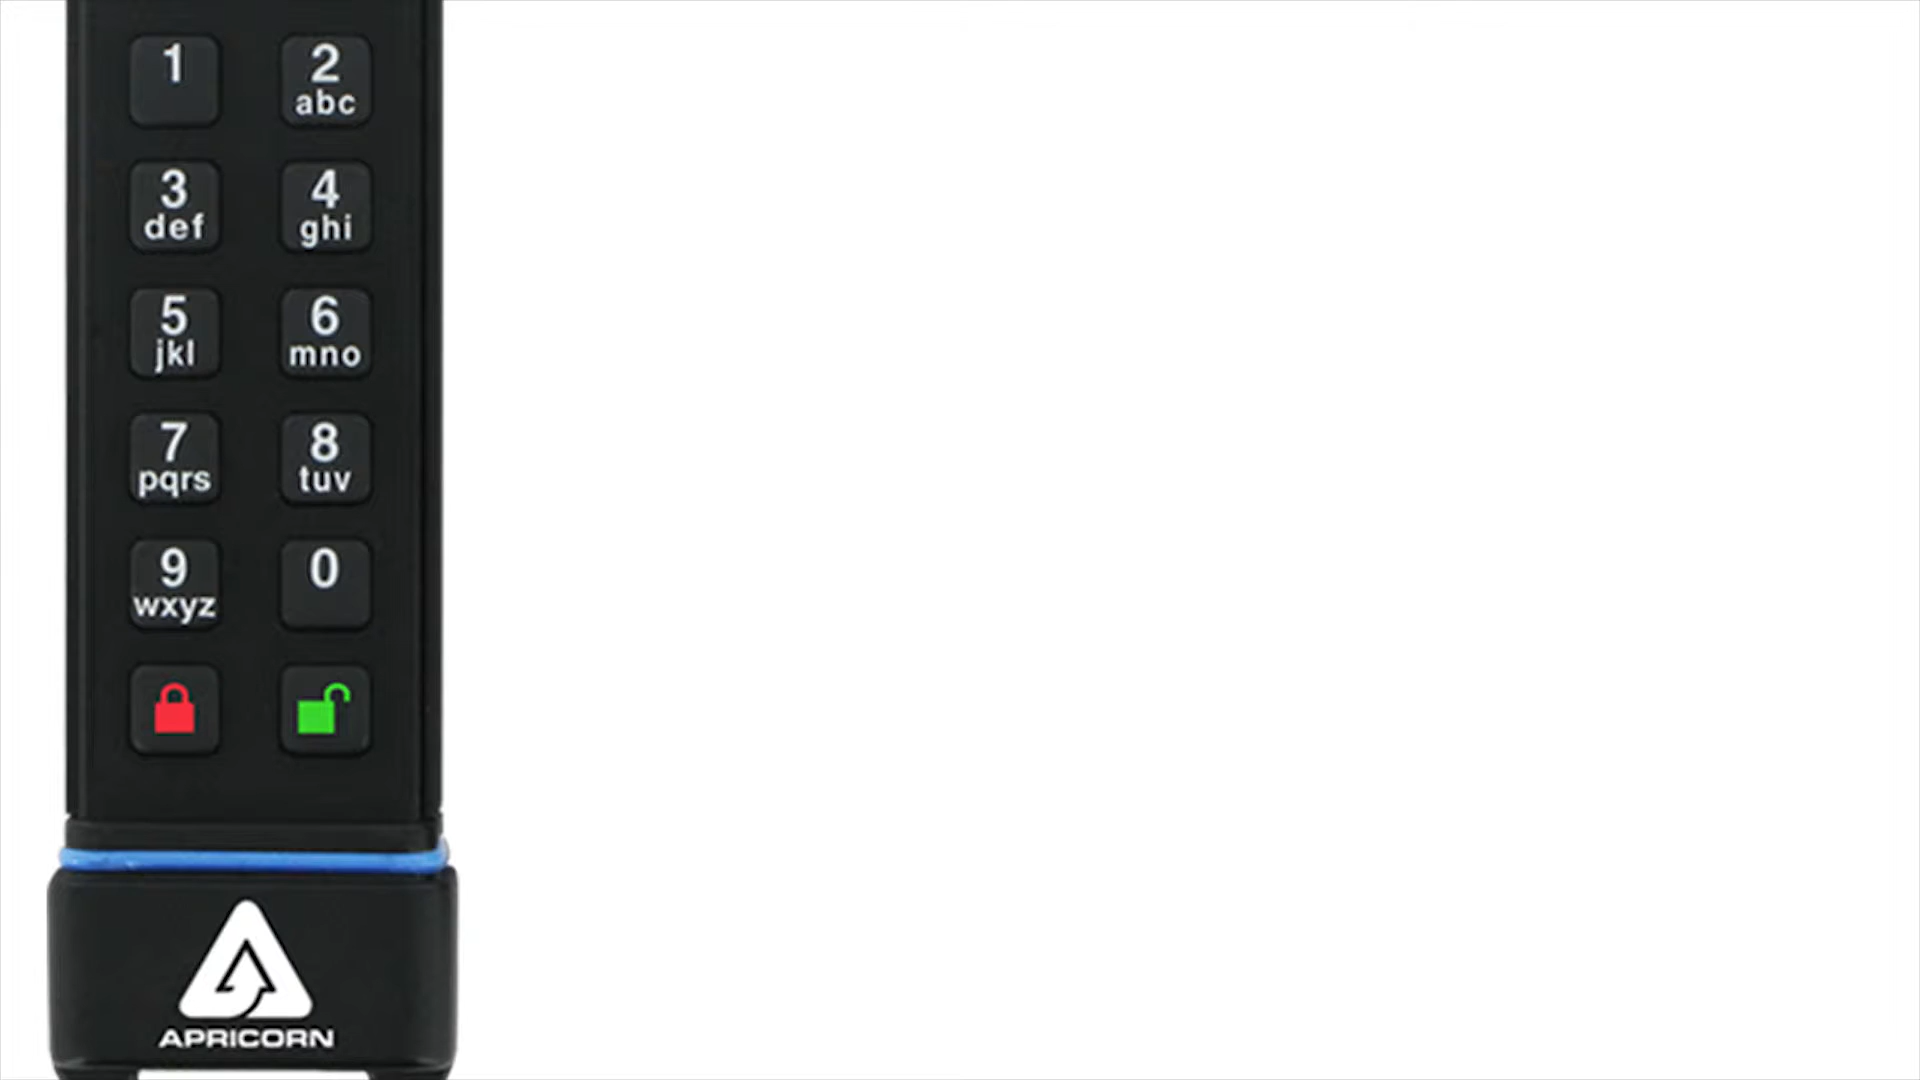 1 2
abc
3 4
def ghi
5 6
jkl mno
7 8
pqrs tuv
9 0
wxyz
APRICORN